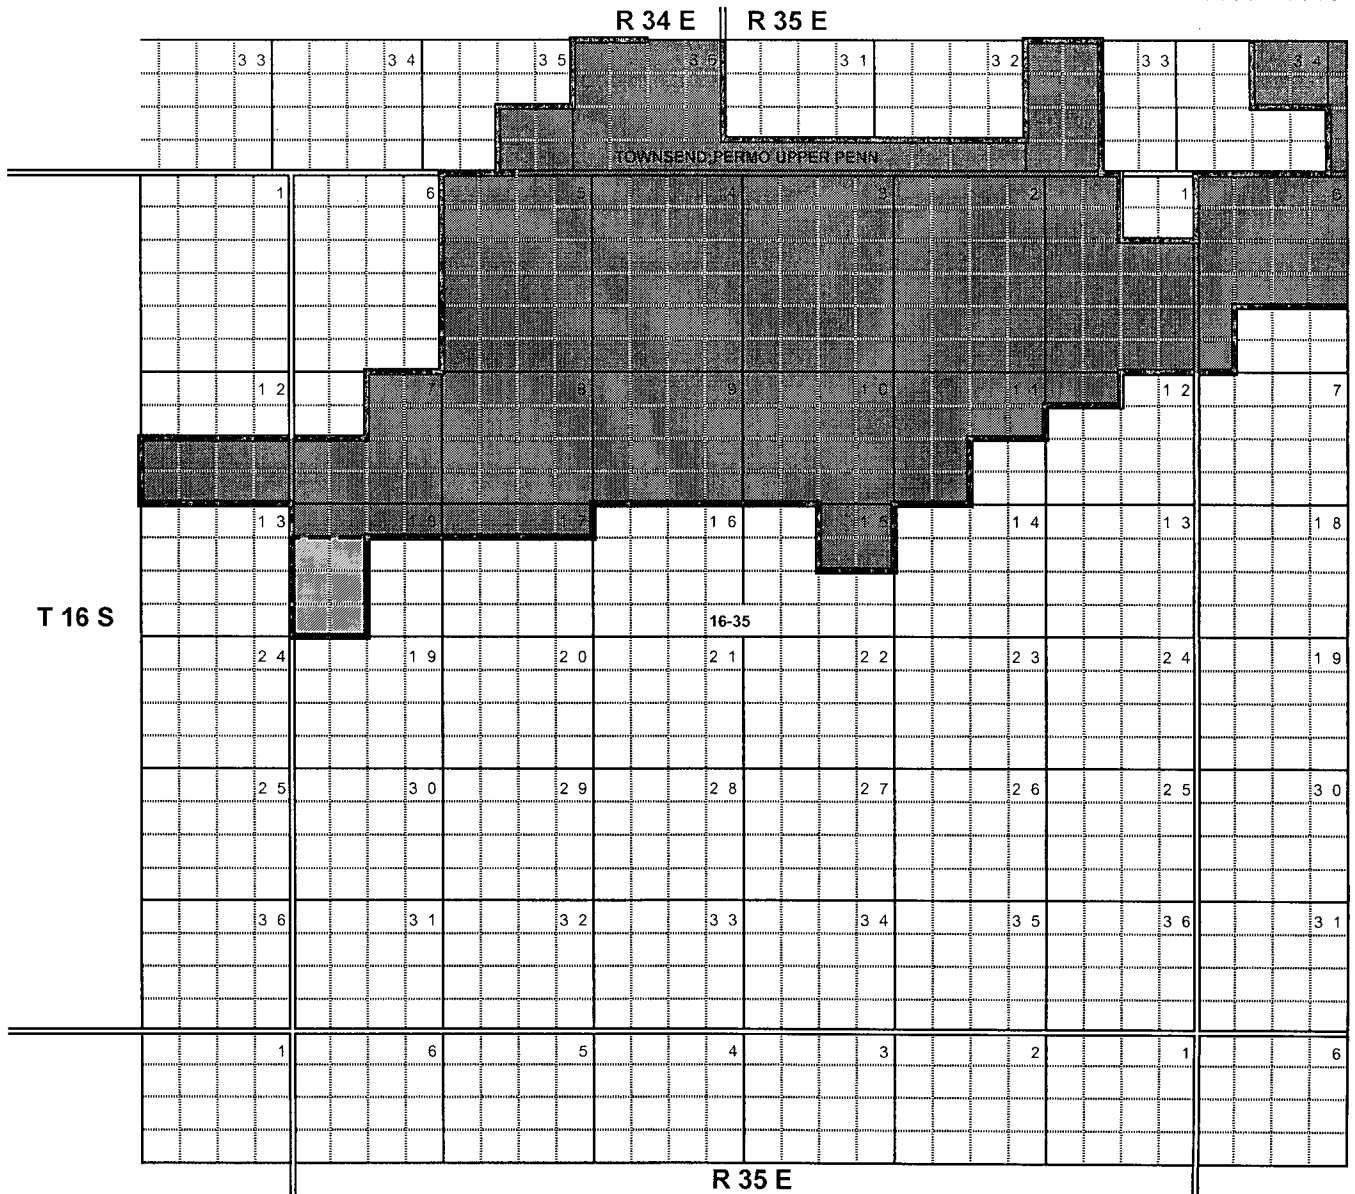 R 34 E R 35 E
33 34 35 36 31 32 33 34
TOWNSEND;PERMO UPPER PENN
1 6 5 4 3 2 1 6
12 7 8 9 10 11 12 7
13 18 17 16 15 14 13 18
T 16 S
16-35
24 19 20 21 22 23 24 19
25 30 29 28 27 26 25 30
36 31 32 33 34 35 36 31
1 6 5 4 3 2 1 6
R 35 E